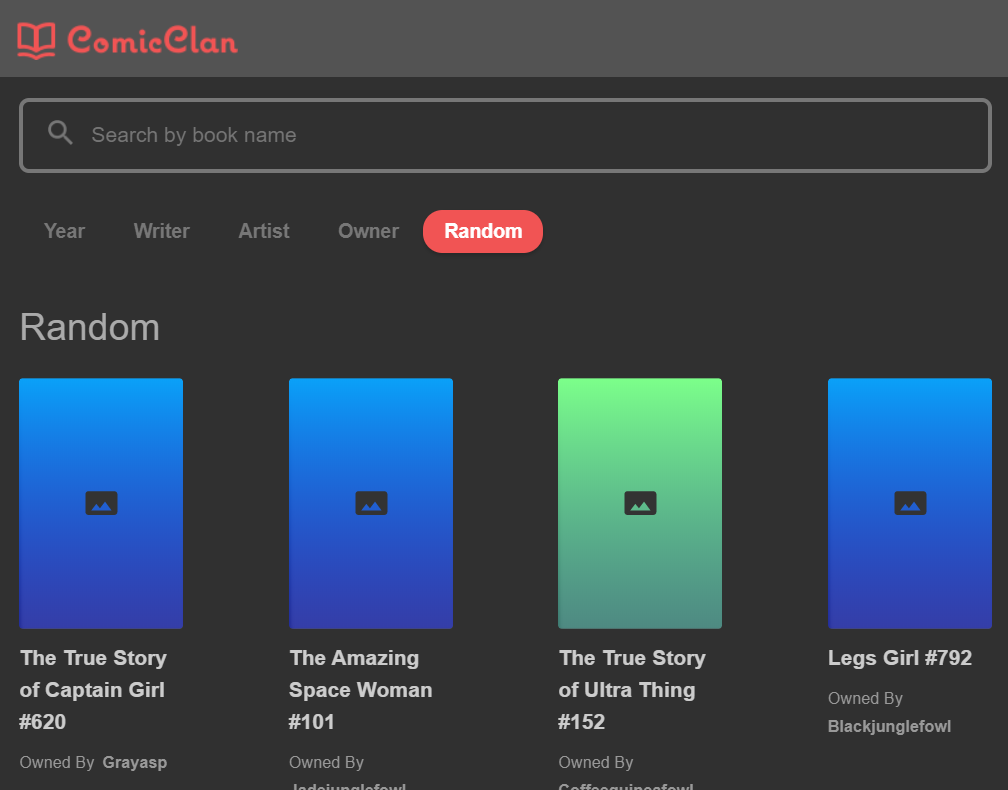 ComicClan
Search by book name
Year Writer Artist Owner Random
Random
The True Story
of Captain Girl
#620
Owned By Grayasp
The Amazing
Space Woman
#101
Owned By
Jadejunglefowl
The True Story
of Ultra Thing
#152
Owned By
Legs Girl #792
Owned By
Blackjunglefowl